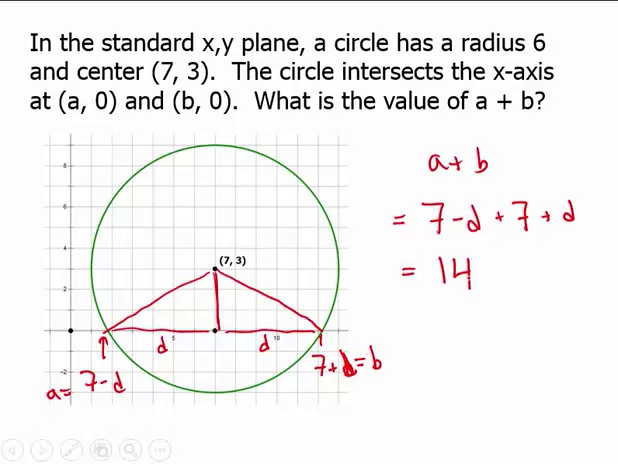 In the standard x,y plane, a circle has a radius 6
and center (7, 3).  The circle intersects the x-axis
at (a, 0) and (b, 0).  What is the value of a + b?
a + b
= 7 - d + 7 + d
= 14
8
6
4
(7, 3)
2
5
10
d
d
-2
a = 7 - d
7 + d = b